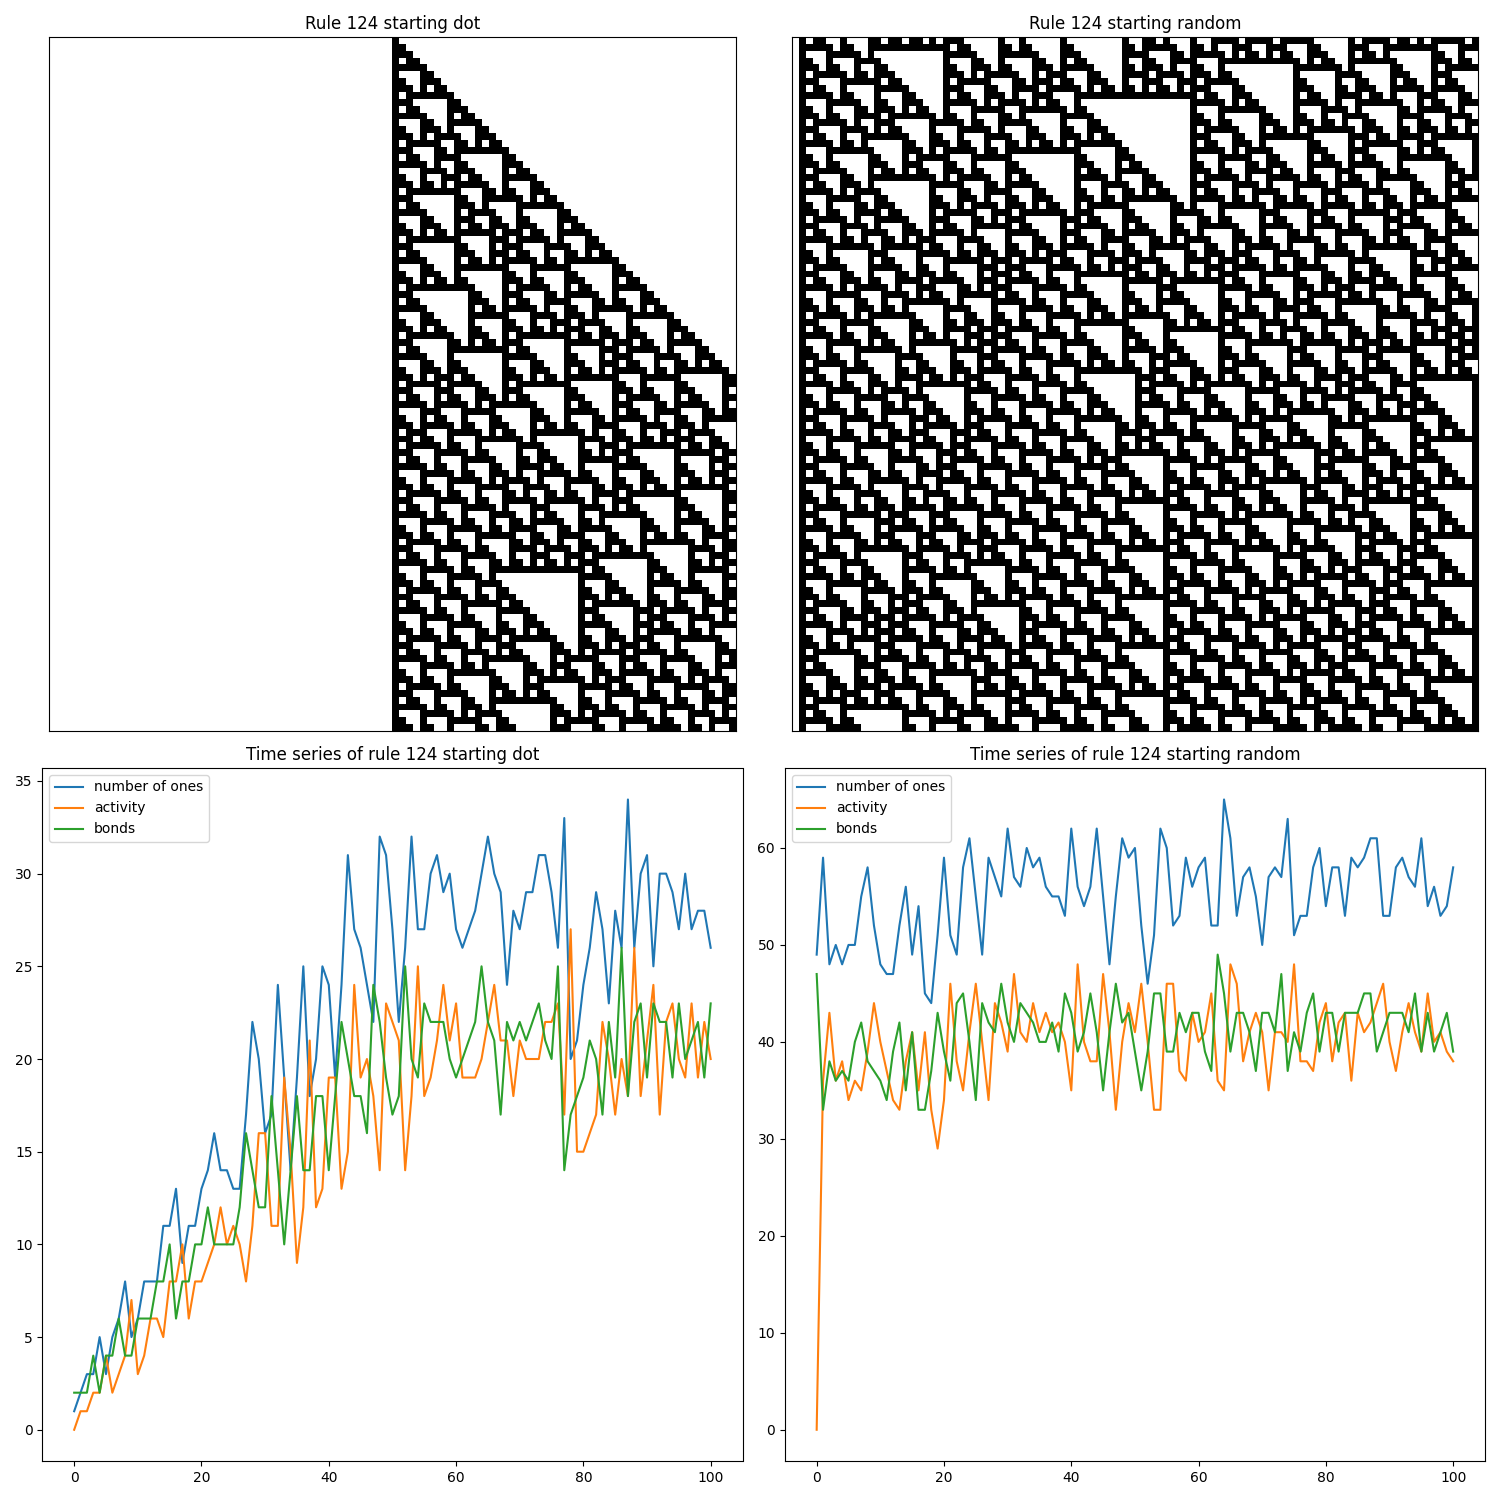 Rule 124 starting dot
Rule 124 starting random
Time series of rule 124 starting dot
35
30
25
20
15
10
5
0
number of ones
activity
bonds
0 20 40 60 80 100
Time series of rule 124 starting random
60
50
40
30
20
10
0
number of ones
activity
bonds
0 20 40 60 80 100